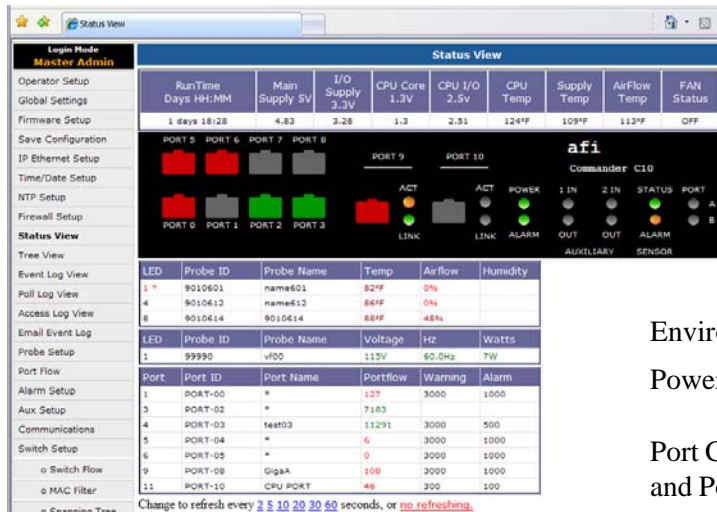 Status View
Login Mode
Master Admin
Operator Setup
Global Settings
Firmware Setup
Save Configuration
IP Ethernet Setup
Time/Date Setup
NTP Setup
Firewall Setup
Status View
Tree View
Event Log View
Poll Log View
Access Log View
Email Event Log
Probe Setup
Port Flow
Alarm Setup
Aux Setup
Communications
Switch Setup
o Switch Flow
o MAC Filter
o Spanning Tree
Status View
RunTime Days HH:MM Main Supply 5V I/O Supply 3.3V CPU Core 1.3V CPU I/O 2.5v CPU Temp Supply Temp AirFlow Temp FAN Status
1 days 18:28 4.83 3.28 1.3 2.51 124°F 109°F 113°F OFF
PORT 5 PORT 6 PORT 7 PORT 8
PORT 9 PORT 10
afi
Commander C10
ACT ACT POWER 1 IN 2 IN STATUS PORT
A
B
PORT 0 PORT 1 PORT 2 PORT 3
LINK LINK ALARM OUT OUT ALARM
AUXILIARY SENSOR
LED Probe ID Probe Name Temp Airflow Humidity
1 * 9010601 name601 82°F 0%
4 9010612 name612 86°F 0%
8 9010614 9010614 88°F 48%
LED Probe ID Probe Name Voltage Hz Watts
1 99990 vf00 115V 60.0Hz 7W
Port Port ID Port Name Portflow Warning Alarm
1 PORT-00 * 127 3000 1000
3 PORT-02 * 7183
4 PORT-03 test03 11291 3000 500
5 PORT-04 * 6 3000 1000
6 PORT-05 * 0 3000 1000
9 PORT-08 GigaA 108 3000 1000
11 PORT-10 CPU PORT 46 300 100
Change to refresh every 2 5 10 20 30 60 seconds, or no refreshing.
Enviro
Power
Port C
and Po